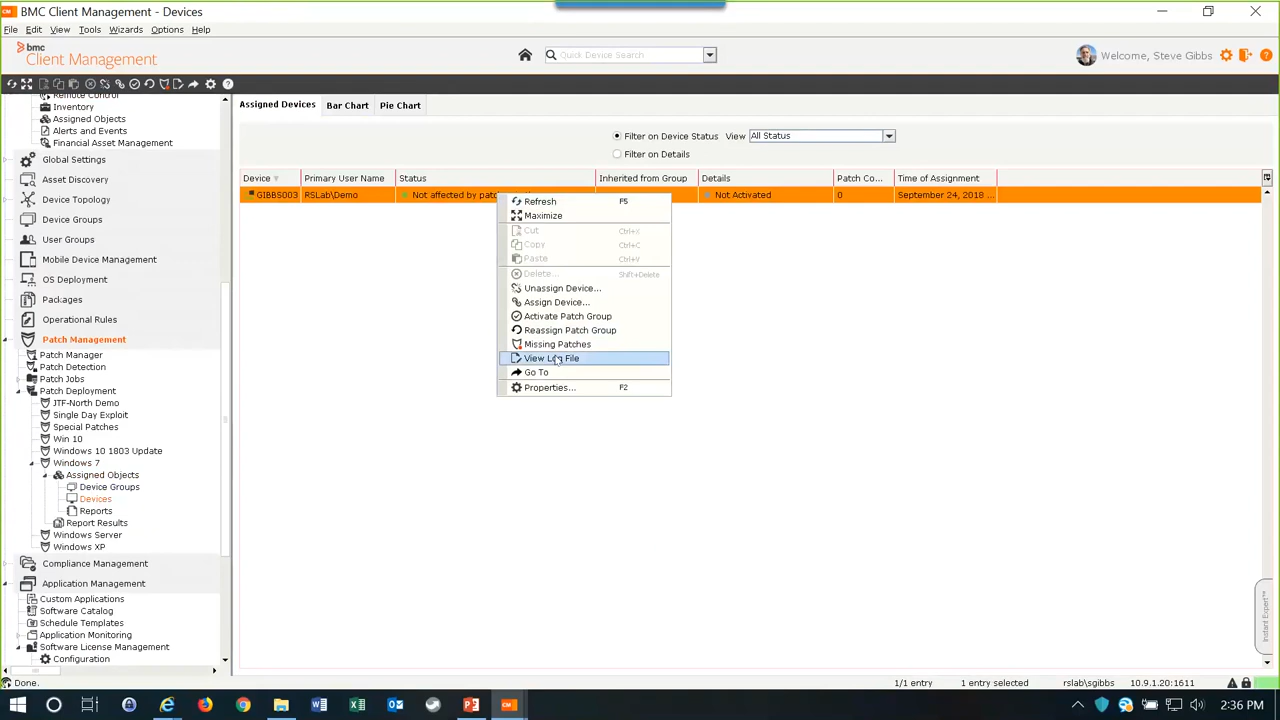 BMC Client Management - Devices
File Edit View Tools Wizards Options Help
bmc
Client Management
Quick Device Search
Welcome, Steve Gibbs
Remote Control
Inventory
Assigned Objects
Alerts and Events
Financial Asset Management
Global Settings
Asset Discovery
Device Topology
Device Groups
User Groups
Mobile Device Management
OS Deployment
Packages
Operational Rules
Patch Management
Patch Manager
Patch Detection
Patch Jobs
Patch Deployment
JTF-North Demo
Single Day Exploit
Special Patches
Win 10
Windows 10 1803 Update
Windows 7
Assigned Objects
Device Groups
Devices
Reports
Report Results
Windows Server
Windows XP
Compliance Management
Application Management
Custom Applications
Software Catalog
Schedule Templates
Application Monitoring
Software License Management
Configuration
Assigned Devices Bar Chart Pie Chart
Filter on Device Status View All Status
Filter on Details
Device Primary User Name Status Inherited from Group Details Patch Co... Time of Assignment
GIBBS003 RSLab\Demo Not affected by Not Activated 0 September 24, 2018 ...
Refresh F5
Maximize
Cut Ctrl+X
Copy Ctrl+C
Paste Ctrl+V
Delete... Shift+Delete
Unassign Device...
Assign Device...
Activate Patch Group
Reassign Patch Group
Missing Patches
View Log File
Go To
Properties... F2
Instant Expert™
Done. 1/1 entry 1 entry selected rslab\sgibbs 10.9.1.20:1611
2:36 PM